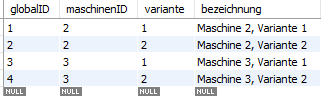 globalID maschinenID variante bezeichnung
1 2 1 Maschine 2, Variante 1
2 2 2 Maschine 2, Variante 2
3 3 1 Maschine 3, Variante 1
4 3 2 Maschine 3, Variante 2
NULL NULL NULL NULL